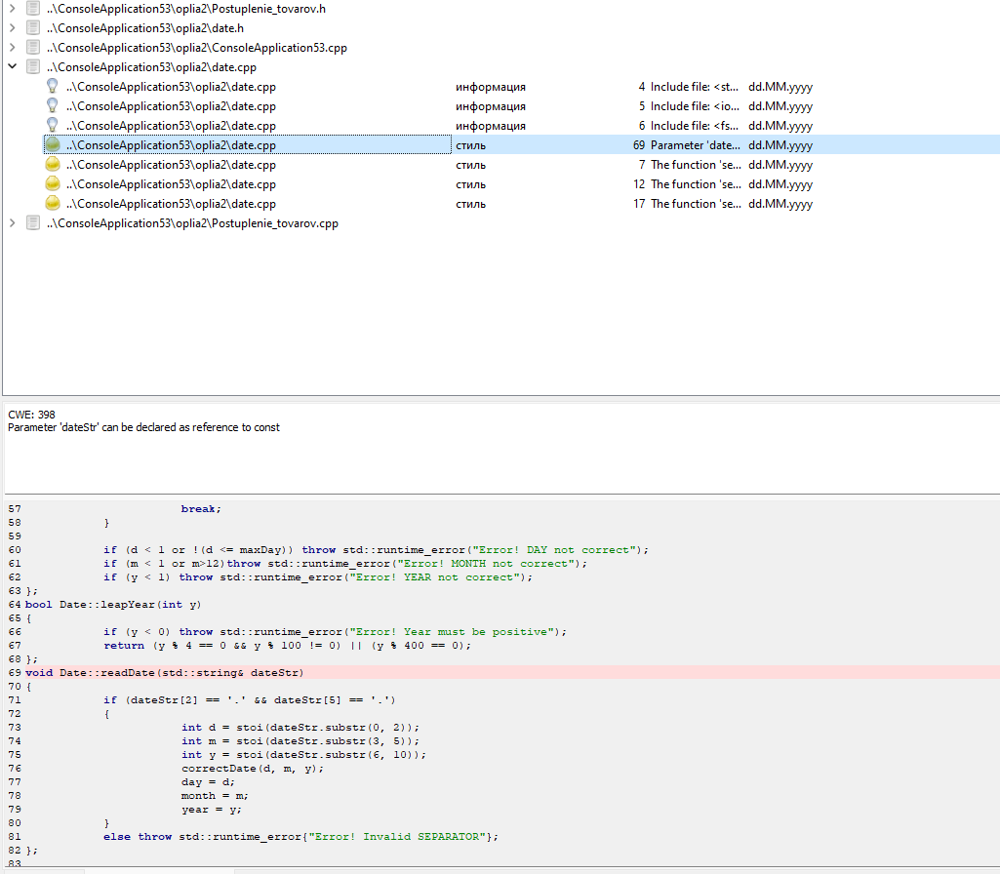 ..\ConsoleApplication53\oplia2\Postuplenie_tovarov.h
..\ConsoleApplication53\oplia2\date.h
..\ConsoleApplication53\oplia2\ConsoleApplication53.cpp
..\ConsoleApplication53\oplia2\date.cpp
..\ConsoleApplication53\oplia2\date.cpp информация 4 Include file: <st... dd.MM.yyyy
..\ConsoleApplication53\oplia2\date.cpp информация 5 Include file: <io... dd.MM.yyyy
..\ConsoleApplication53\oplia2\date.cpp информация 6 Include file: <fs... dd.MM.yyyy
..\ConsoleApplication53\oplia2\date.cpp стиль 69 Parameter 'date... dd.MM.yyyy
..\ConsoleApplication53\oplia2\date.cpp стиль 7 The function 'se... dd.MM.yyyy
..\ConsoleApplication53\oplia2\date.cpp стиль 12 The function 'se... dd.MM.yyyy
..\ConsoleApplication53\oplia2\date.cpp стиль 17 The function 'se... dd.MM.yyyy
..\ConsoleApplication53\oplia2\Postuplenie_tovarov.cpp
CWE: 398
Parameter 'dateStr' can be declared as reference to const
57 break;
58 }
59
60 if (d < 1 or !(d <= maxDay)) throw std::runtime_error("Error! DAY not correct");
61 if (m < 1 or m>12)throw std::runtime_error("Error! MONTH not correct");
62 if (y < 1) throw std::runtime_error("Error! YEAR not correct");
63 };
64 bool Date::leapYear(int y)
65 {
66 if (y < 0) throw std::runtime_error("Error! Year must be positive");
67 return (y % 4 == 0 && y % 100 != 0) || (y % 400 == 0);
68 };
69 void Date::readDate(std::string& dateStr)
70 {
71 if (dateStr[2] == '.' && dateStr[5] == '.')
72 {
73 int d = stoi(dateStr.substr(0, 2));
74 int m = stoi(dateStr.substr(3, 5));
75 int y = stoi(dateStr.substr(6, 10));
76 correctDate(d, m, y);
77 day = d;
78 month = m;
79 year = y;
80 }
81 else throw std::runtime_error{"Error! Invalid SEPARATOR"};
82 };
83